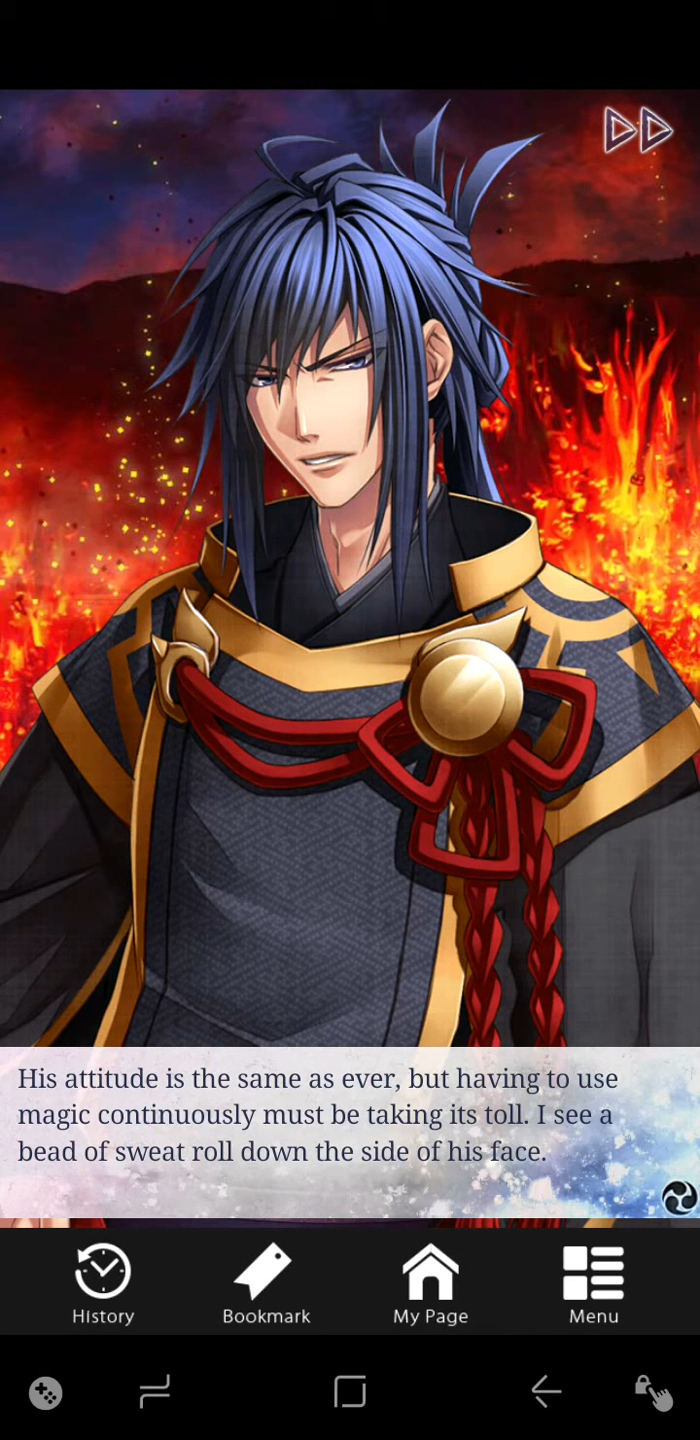 His attitude is the same as ever, but having to use
magic continuously must be taking its toll. I see a
bead of sweat roll down the side of his face.
History
Bookmark
My Page
Menu